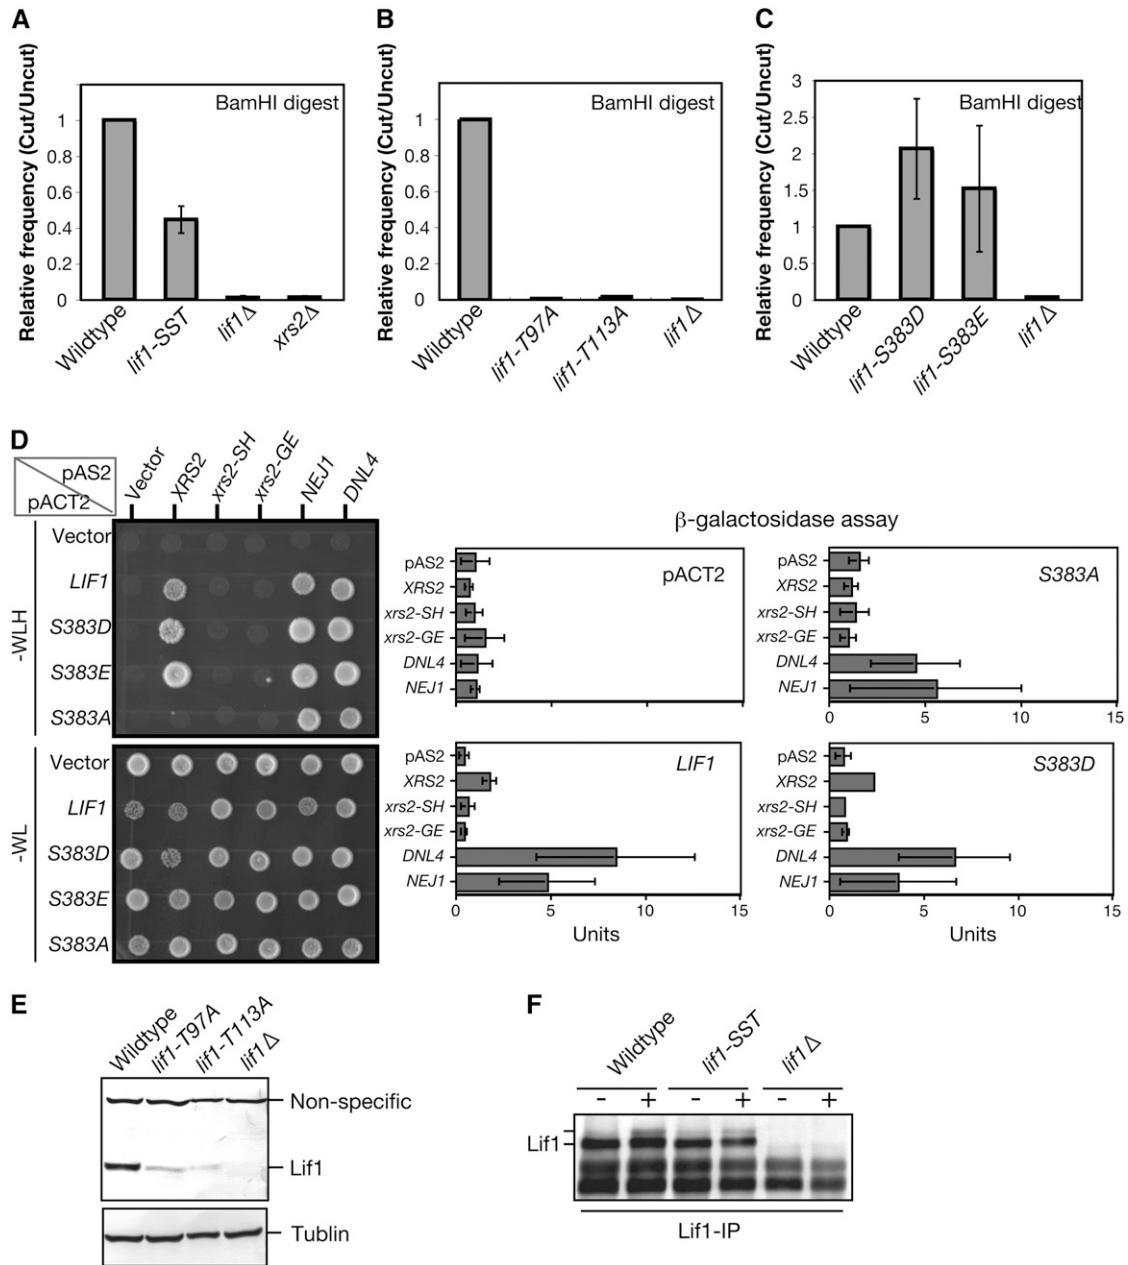 A
Relative frequency (Cut/Uncut)
BamHI digest
1
0.8
0.6
0.4
0.2
0
Wildtype
lif1-SST
lif1Δ
xrs2Δ
B
Relative frequency (Cut/Uncut)
BamHI digest
1
0.8
0.6
0.4
0.2
0
Wildtype
lif1-T97A
lif1-T113A
lif1Δ
C
Relative frequency (Cut/Uncut)
BamHI digest
3
2.5
2
1.5
1
0.5
0
Wildtype
lif1-S383D
lif1-S383E
lif1Δ
D
pAS2
pACT2
Vector
XRS2
xrs2-SH
xrs2-GE
NEJ1
DNL4
-WLH
Vector
LIF1
S383D
S383E
S383A
-WL
Vector
LIF1
S383D
S383E
S383A
β-galactosidase assay
pACT2
pAS2
XRS2
xrs2-SH
xrs2-GE
DNL4
NEJ1
S383A
pAS2
XRS2
xrs2-SH
xrs2-GE
DNL4
NEJ1
0 5 10 15
LIF1
pAS2
XRS2
xrs2-SH
xrs2-GE
DNL4
NEJ1
0 5 10 15
Units
S383D
pAS2
XRS2
xrs2-SH
xrs2-GE
DNL4
NEJ1
0 5 10 15
Units
E
Wildtype
lif1-T97A
lif1-T113A
lif1Δ
Non-specific
Lif1
Tublin
F
Wildtype
lif1-SST
lif1Δ
- + - + - +
Lif1
Lif1-IP